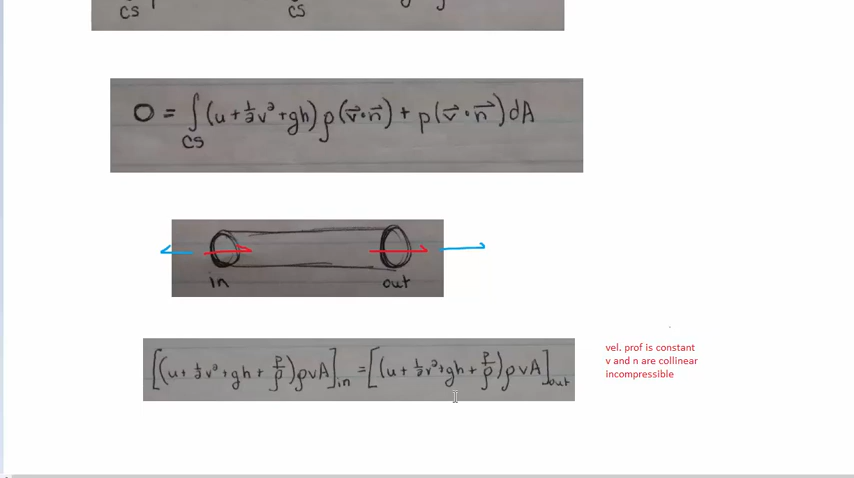 CS CS
0 = ∫ (u + ½v² + gh) ρ(v⃗·n⃗) + p(v⃗·n⃗) dA
CS
in out
[(u + ½v² + gh + p/ρ) ρvA]in = [(u + ½v² + gh + p/ρ) ρvA]out
vel. prof is constant
v and n are collinear
incompressible